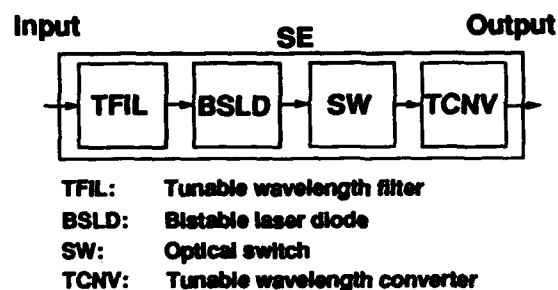 Input Output
SE
TFIL BSLD SW TCNV
TFIL: Tunable wavelength filter
BSLD: Bistable laser diode
SW: Optical switch
TCNV: Tunable wavelength converter